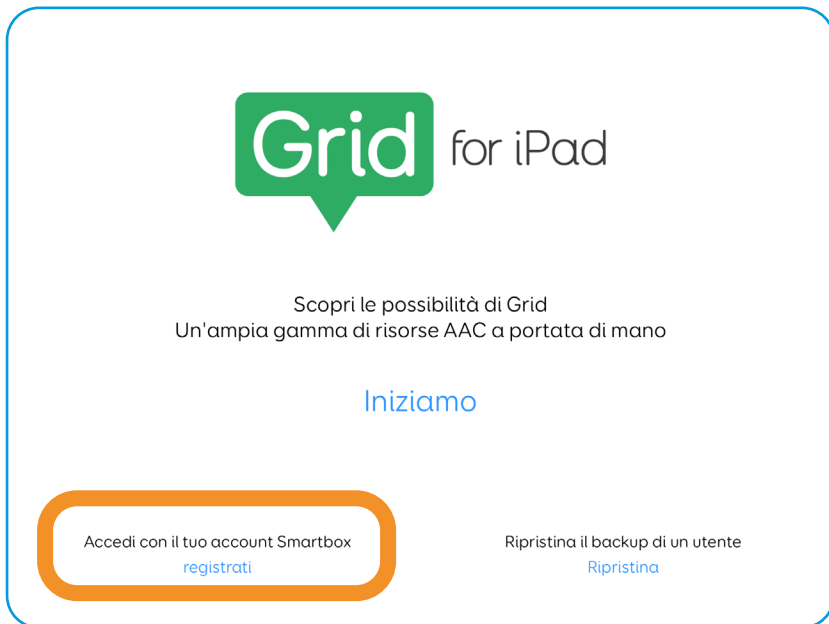 Grid for iPad
Scopri le possibilità di Grid
Un'ampia gamma di risorse AAC a portata di mano
Iniziamo
Accedi con il tuo account Smartbox
registrati
Ripristina il backup di un utente
Ripristina